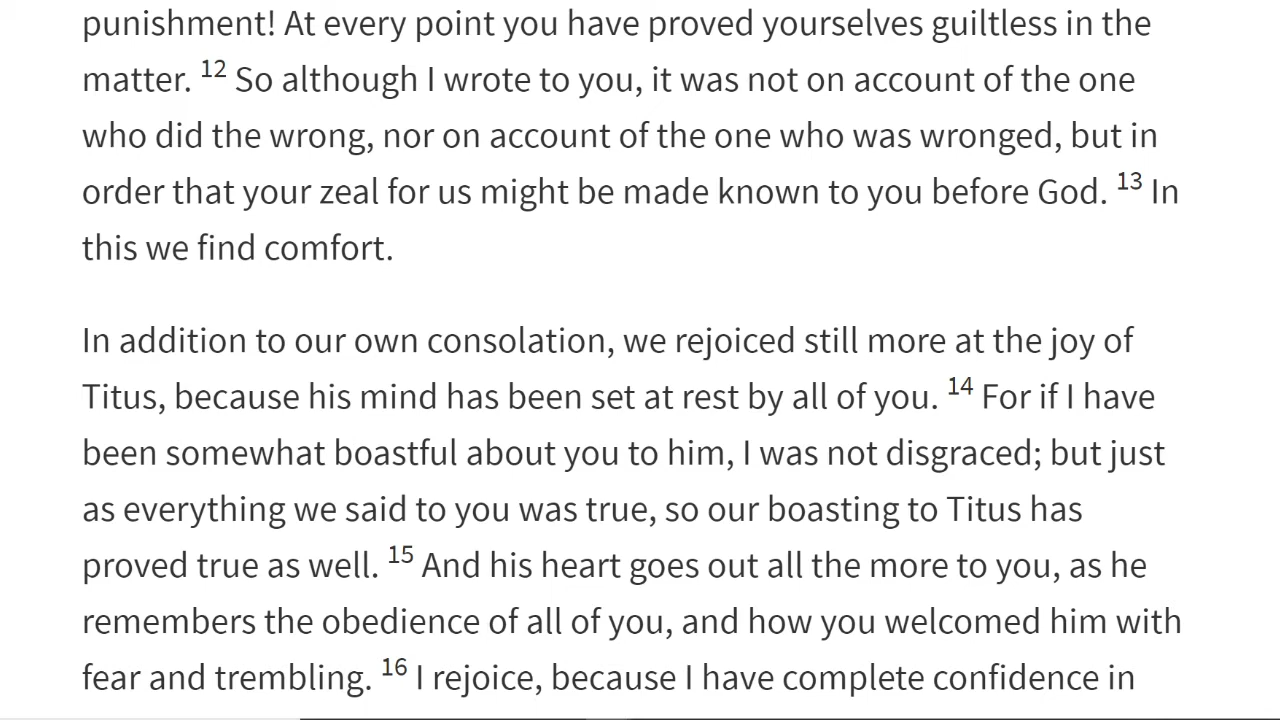 punishment! At every point you have proved yourselves guiltless in the
matter. 12 So although I wrote to you, it was not on account of the one
who did the wrong, nor on account of the one who was wronged, but in
order that your zeal for us might be made known to you before God. 13 In
this we find comfort.
In addition to our own consolation, we rejoiced still more at the joy of
Titus, because his mind has been set at rest by all of you. 14 For if I have
been somewhat boastful about you to him, I was not disgraced; but just
as everything we said to you was true, so our boasting to Titus has
proved true as well. 15 And his heart goes out all the more to you, as he
remembers the obedience of all of you, and how you welcomed him with
fear and trembling. 16 I rejoice, because I have complete confidence in